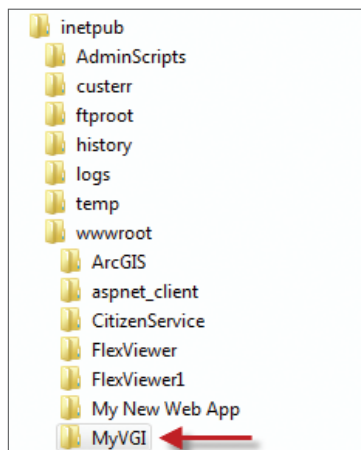 inetpub
AdminScripts
custerr
ftproot
history
logs
temp
wwwroot
ArcGIS
aspnet_client
CitizenService
FlexViewer
FlexViewer1
My New Web App
MyVGI